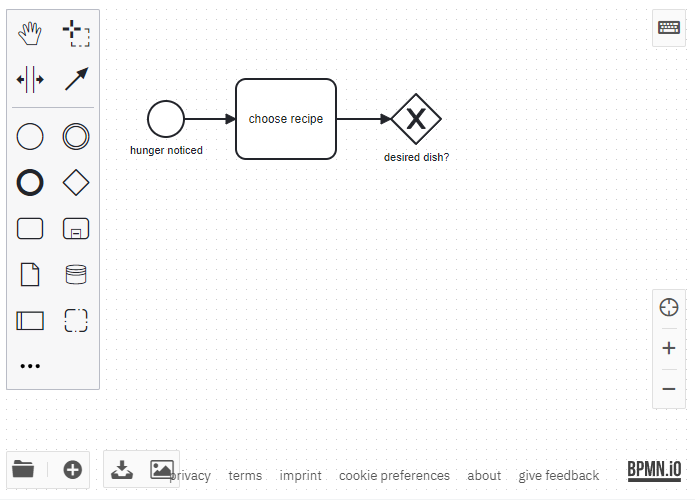 choose recipe
hunger noticed
desired dish?
privacy terms imprint cookie preferences about give feedback
BPMN.iO